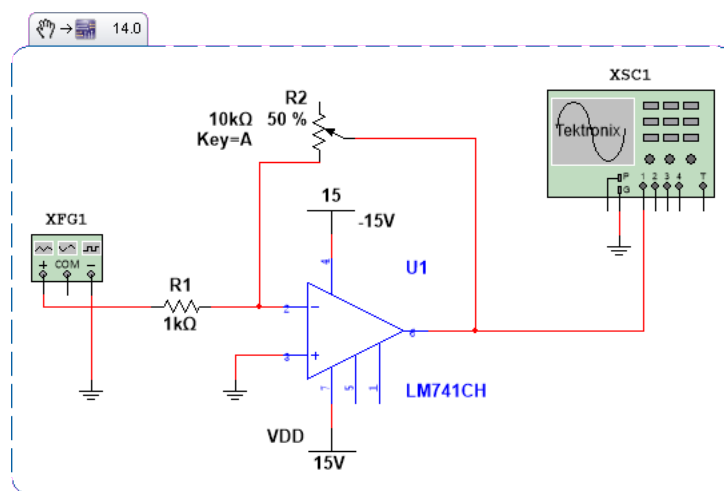 14.0
XSC1
Tektronix
P
G
1 2 3 4 T
R2
10kΩ 50 %
Key=A
15
-15V
XFG1
+ COM −
R1
1kΩ
U1
4
2
−
3
+
6
7
5
1
LM741CH
VDD
15V